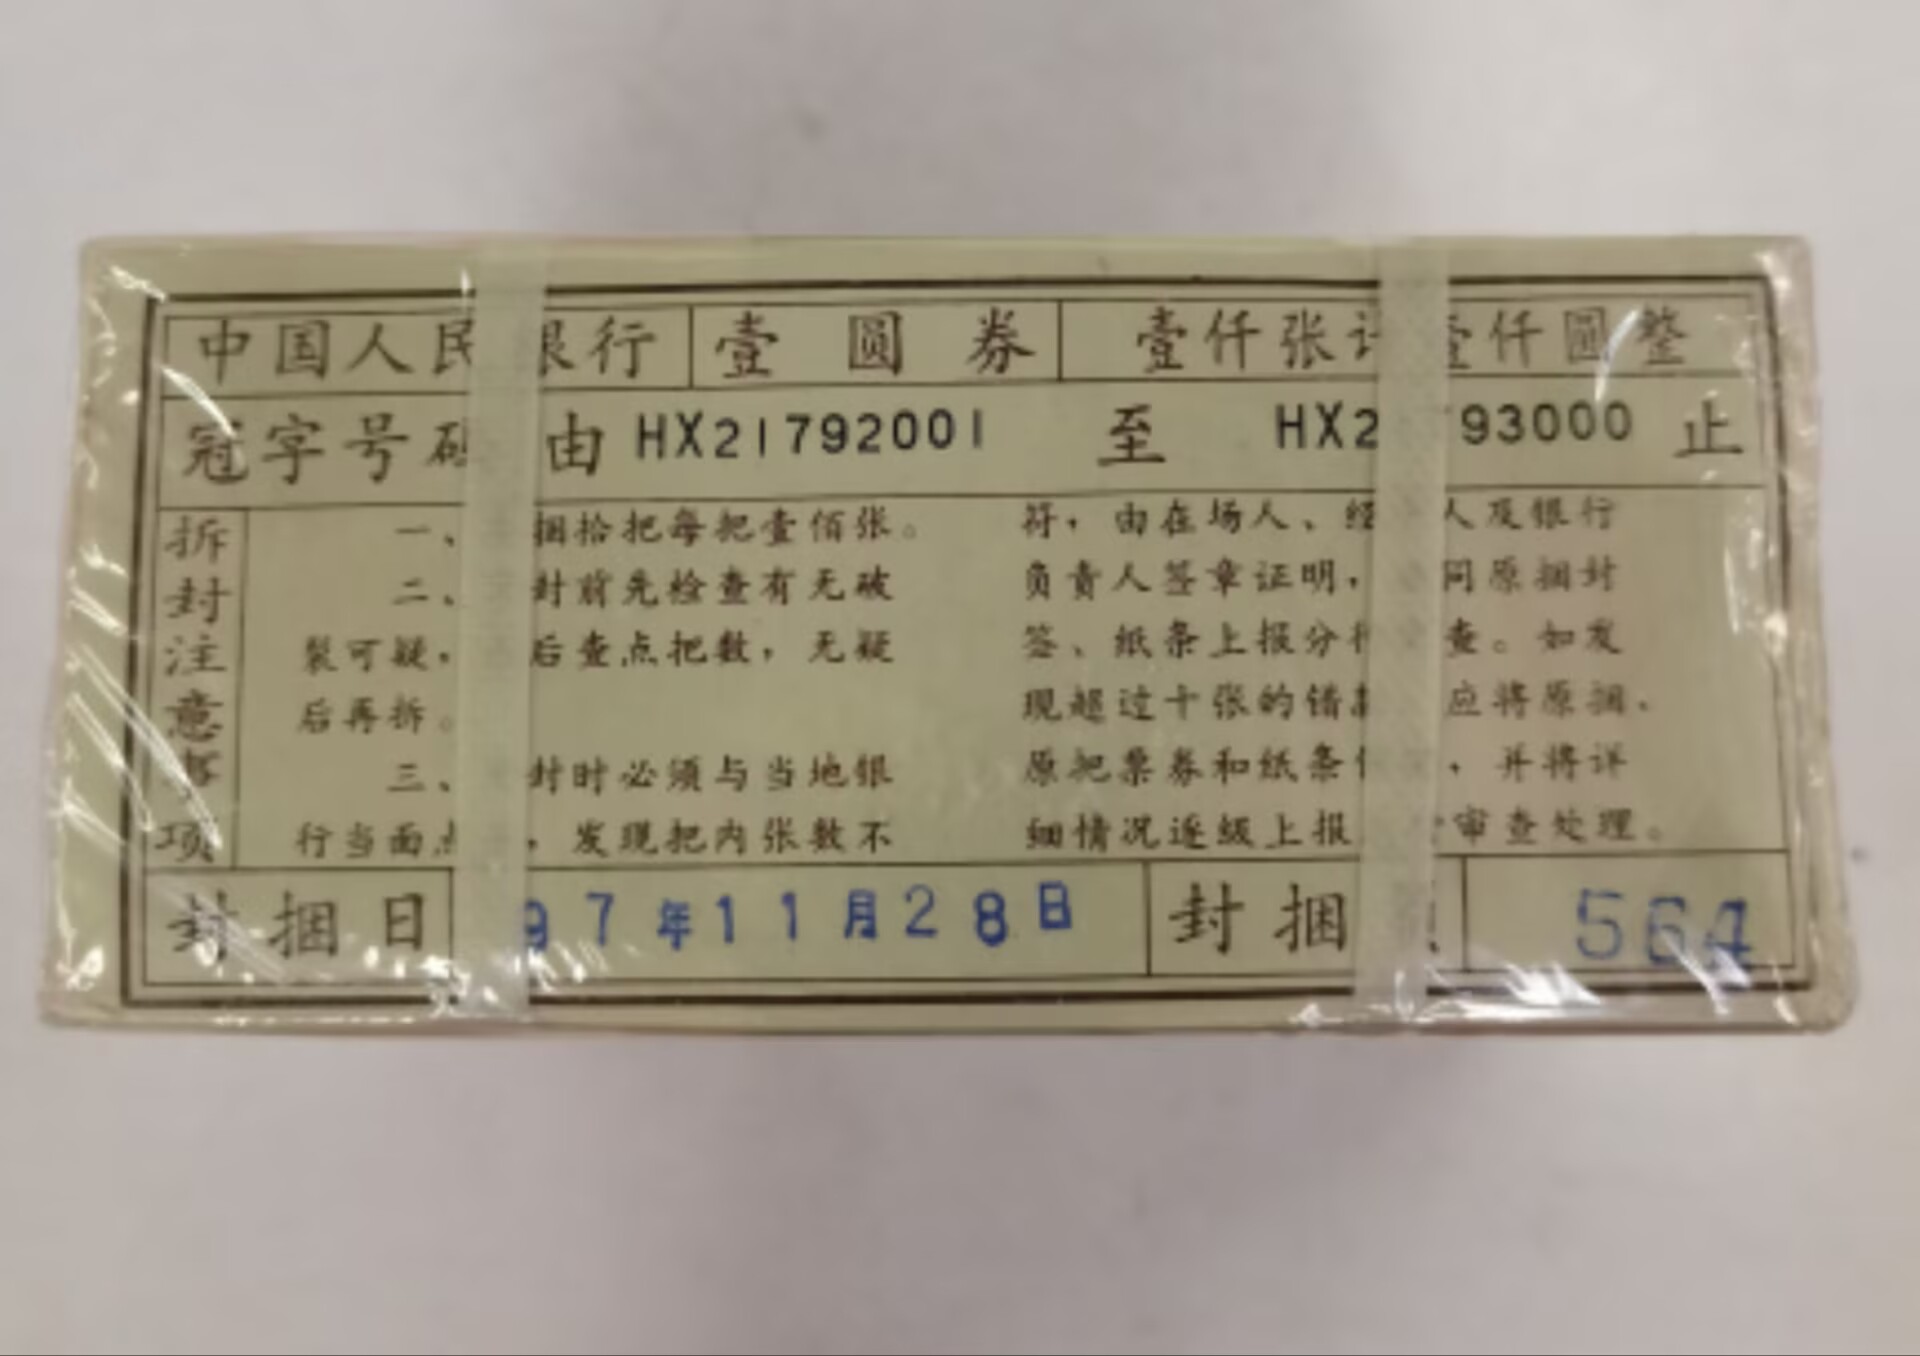 中国人民银行 壹圆券 壹仟张计壹仟圆整
冠字号码 由 HX21792001 至 HX2 93000 止
拆封注意事项
一、 捆拾把每把壹佰张。
二、 封前先检查有无破
裂可疑, 后查点把数,无疑
后再拆。
三、 封时必须与当地银
行当面点 ,发现把内张数不
符,由在场人、经 人及银行
负责人签章证明, 同原捆封
签、纸条上报分行 查。如发
现超过十张的错 应将原捆、
原把票券和纸条 ,并将详
细情况逐级上报 审查处理。
封捆日 97年11月28日 封捆 564